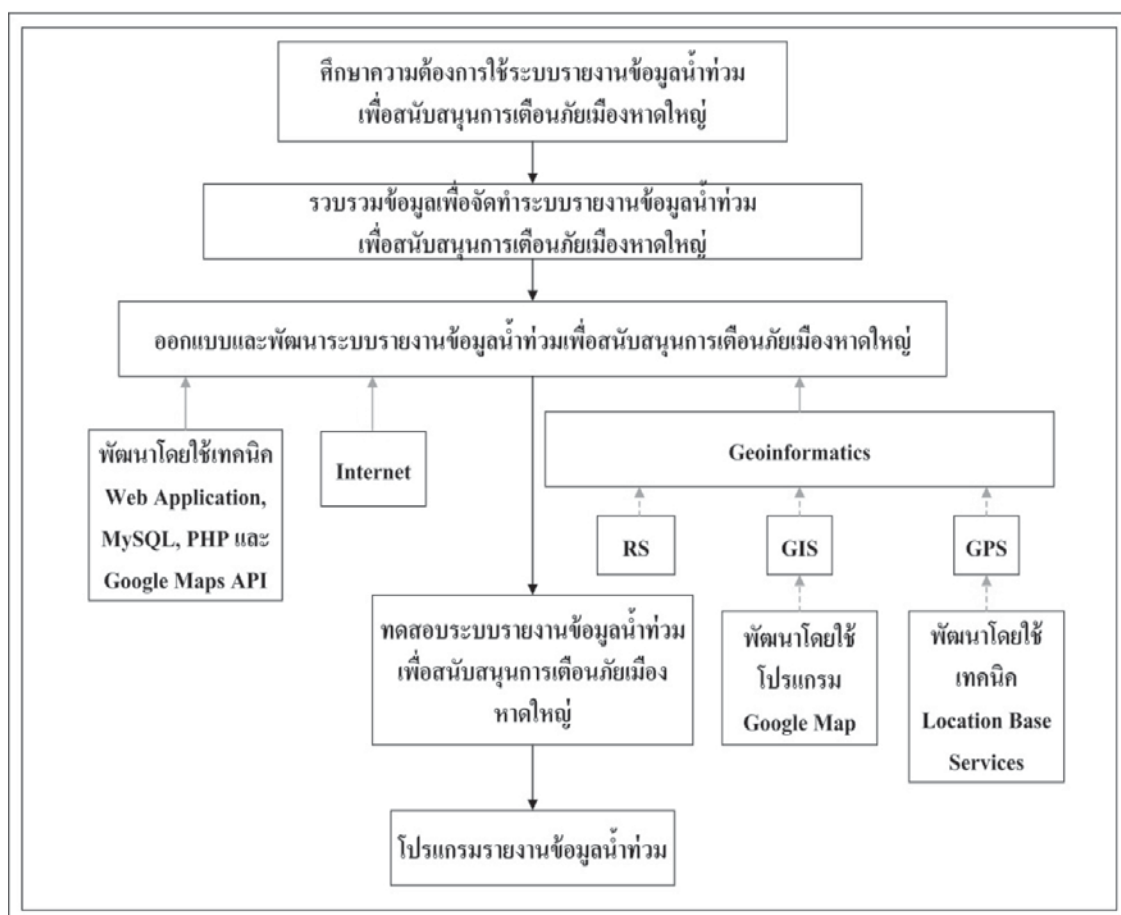 ศึกษาความต้องการใช้ระบบรายงานข้อมูลน้ำท่วม
เพื่อสนับสนุนการเตือนภัยเมืองหาดใหญ่
รวบรวมข้อมูลเพื่อจัดทำระบบรายงานข้อมูลน้ำท่วม
เพื่อสนับสนุนการเตือนภัยเมืองหาดใหญ่
ออกแบบและพัฒนาระบบรายงานข้อมูลน้ำท่วมเพื่อสนับสนุนการเตือนภัยเมืองหาดใหญ่
พัฒนาโดยใช้เทคนิค
Web Application,
MySQL, PHP และ
Google Maps API
Internet
Geoinformatics
RS
GIS
GPS
พัฒนาโดยใช้
โปรแกรม
Google Map
พัฒนาโดยใช้
เทคนิค
Location Base
Services
ทดสอบระบบรายงานข้อมูลน้ำท่วม
เพื่อสนับสนุนการเตือนภัยเมือง
หาดใหญ่
โปรแกรมรายงานข้อมูลน้ำท่วม